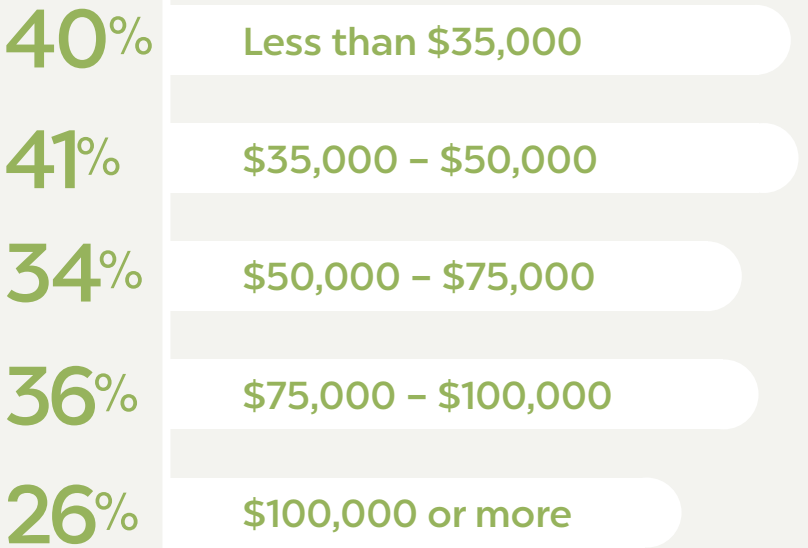 40% Less than $35,000
41% $35,000 – $50,000
34% $50,000 – $75,000
36% $75,000 – $100,000
26% $100,000 or more